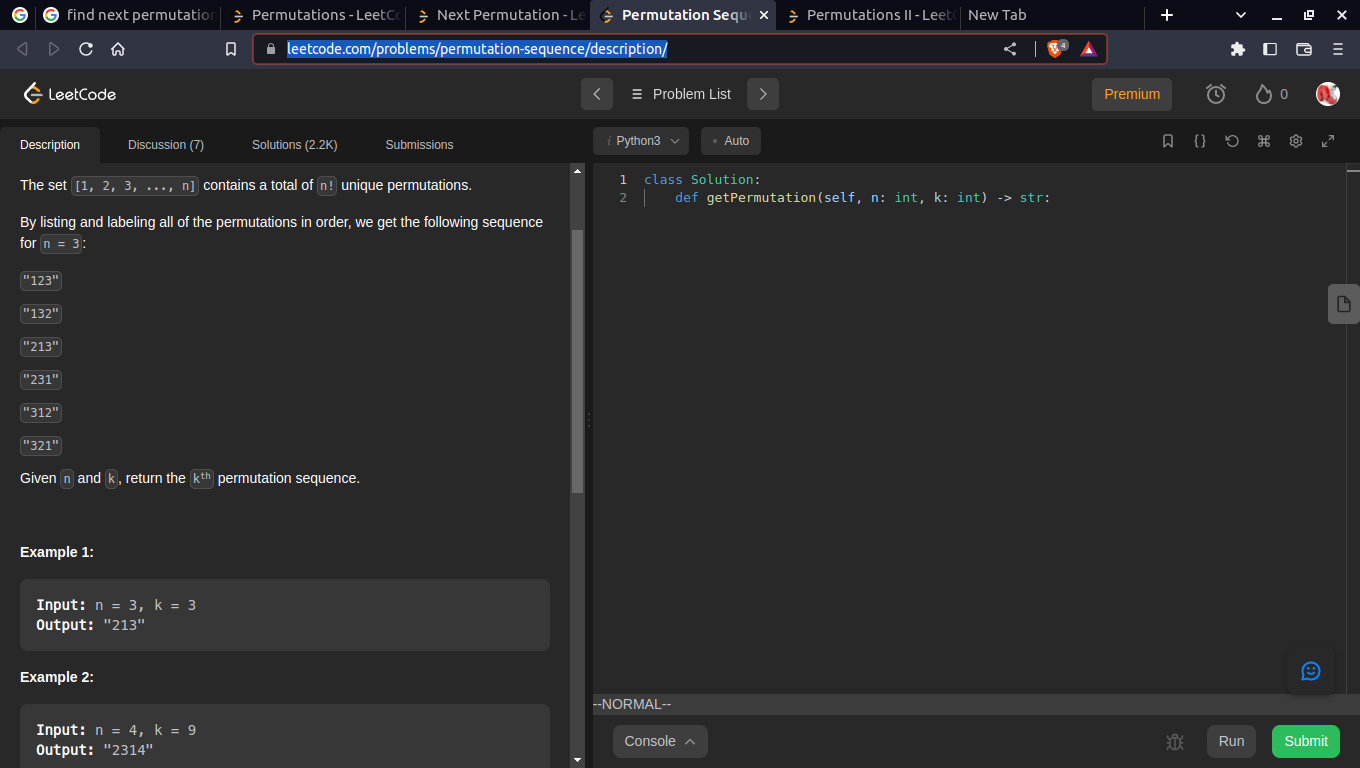 find next permutation Permutations - LeetCo Next Permutation - Le Permutation Sequ Permutations II - Leet New Tab
leetcode.com/problems/permutation-sequence/description/ 4
LeetCode Problem List Premium 0
Description Discussion (7) Solutions (2.2K) Submissions
i Python3 Auto
The set [1, 2, 3, ..., n] contains a total of n! unique permutations.
By listing and labeling all of the permutations in order, we get the following sequence
for n = 3:
"123"
"132"
"213"
"231"
"312"
"321"
Given n and k, return the kth permutation sequence.
Example 1:
Input: n = 3, k = 3
Output: "213"
Example 2:
Input: n = 4, k = 9
Output: "2314"
1 class Solution:
2 def getPermutation(self, n: int, k: int) -> str:
--NORMAL--
Console Run Submit